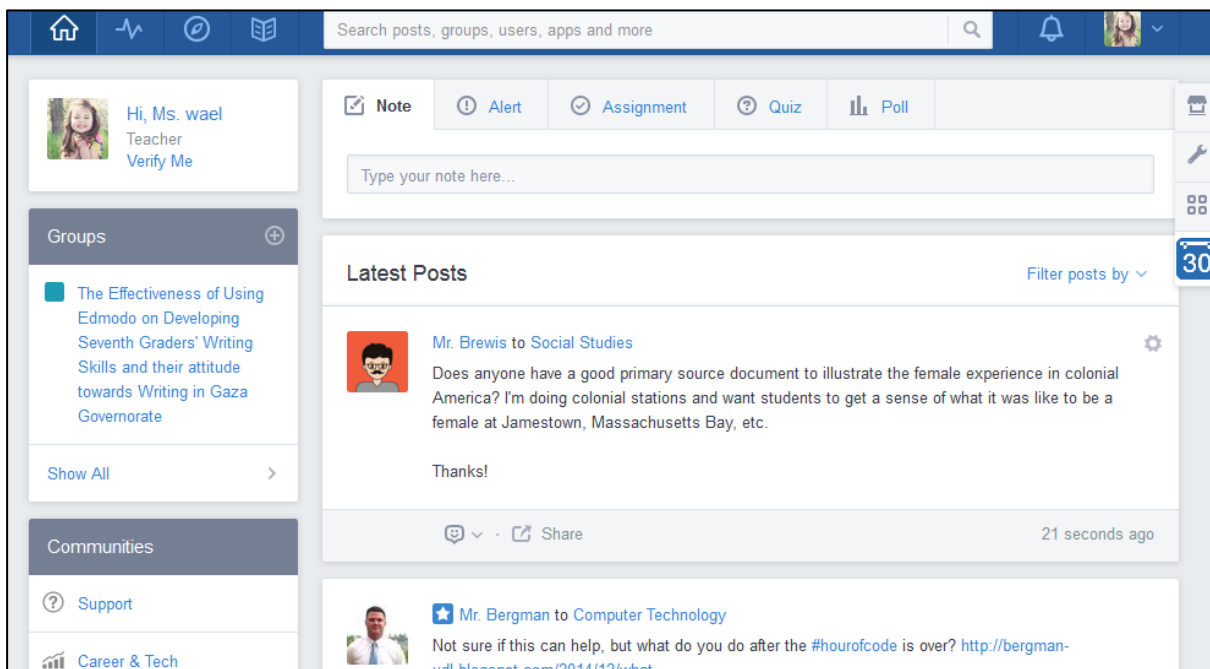 Search posts, groups, users, apps and more
Hi, Ms. wael
Teacher
Verify Me
Groups
The Effectiveness of Using
Edmodo on Developing
Seventh Graders' Writing
Skills and their attitude
towards Writing in Gaza
Governorate
Show All
Communities
Support
Career & Tech
Note
Alert
Assignment
Quiz
Poll
Type your note here...
Latest Posts
Filter posts by
Mr. Brewis to Social Studies
Does anyone have a good primary source document to illustrate the female experience in colonial
America? I'm doing colonial stations and want students to get a sense of what it was like to be a
female at Jamestown, Massachusetts Bay, etc.
Thanks!
Share
21 seconds ago
Mr. Bergman to Computer Technology
Not sure if this can help, but what do you do after the #hourofcode is over? http://bergman-
udl.blogspot.com/2014/12/what
30